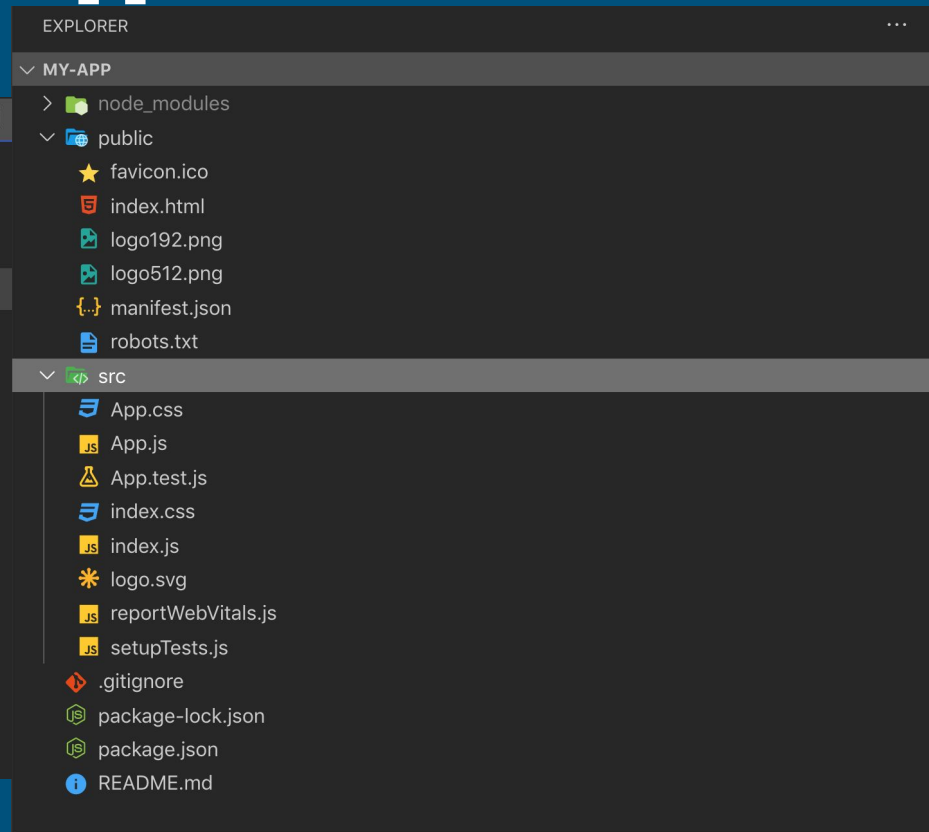 EXPLORER
MY-APP
node_modules
public
favicon.ico
index.html
logo192.png
logo512.png
manifest.json
robots.txt
src
App.css
App.js
App.test.js
index.css
index.js
logo.svg
reportWebVitals.js
setupTests.js
.gitignore
package-lock.json
package.json
README.md